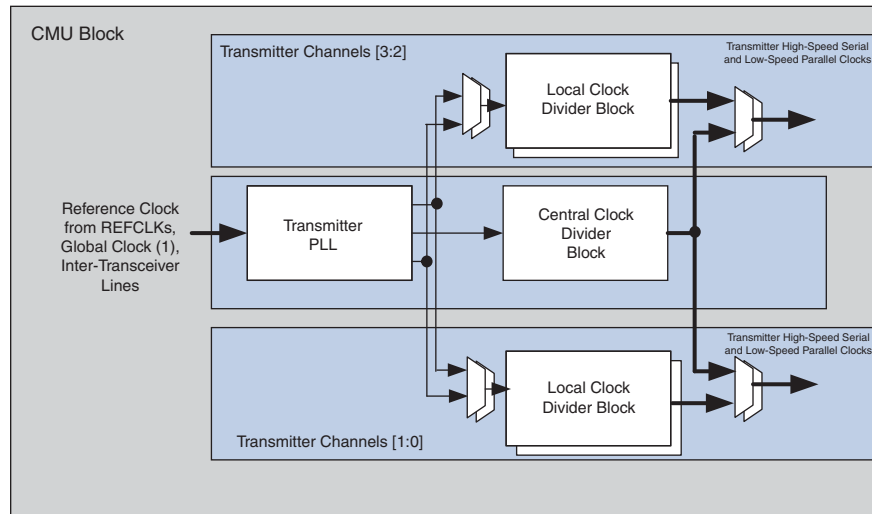 CMU Block
Transmitter Channels [3:2]
Local Clock
Divider Block
Transmitter High-Speed Serial
and Low-Speed Parallel Clocks
Reference Clock
from REFCLKs,
Global Clock (1),
Inter-Transceiver
Lines
Transmitter
PLL
Central Clock
Divider
Block
Transmitter High-Speed Serial
and Low-Speed Parallel Clocks
Local Clock
Divider Block
Transmitter Channels [1:0]